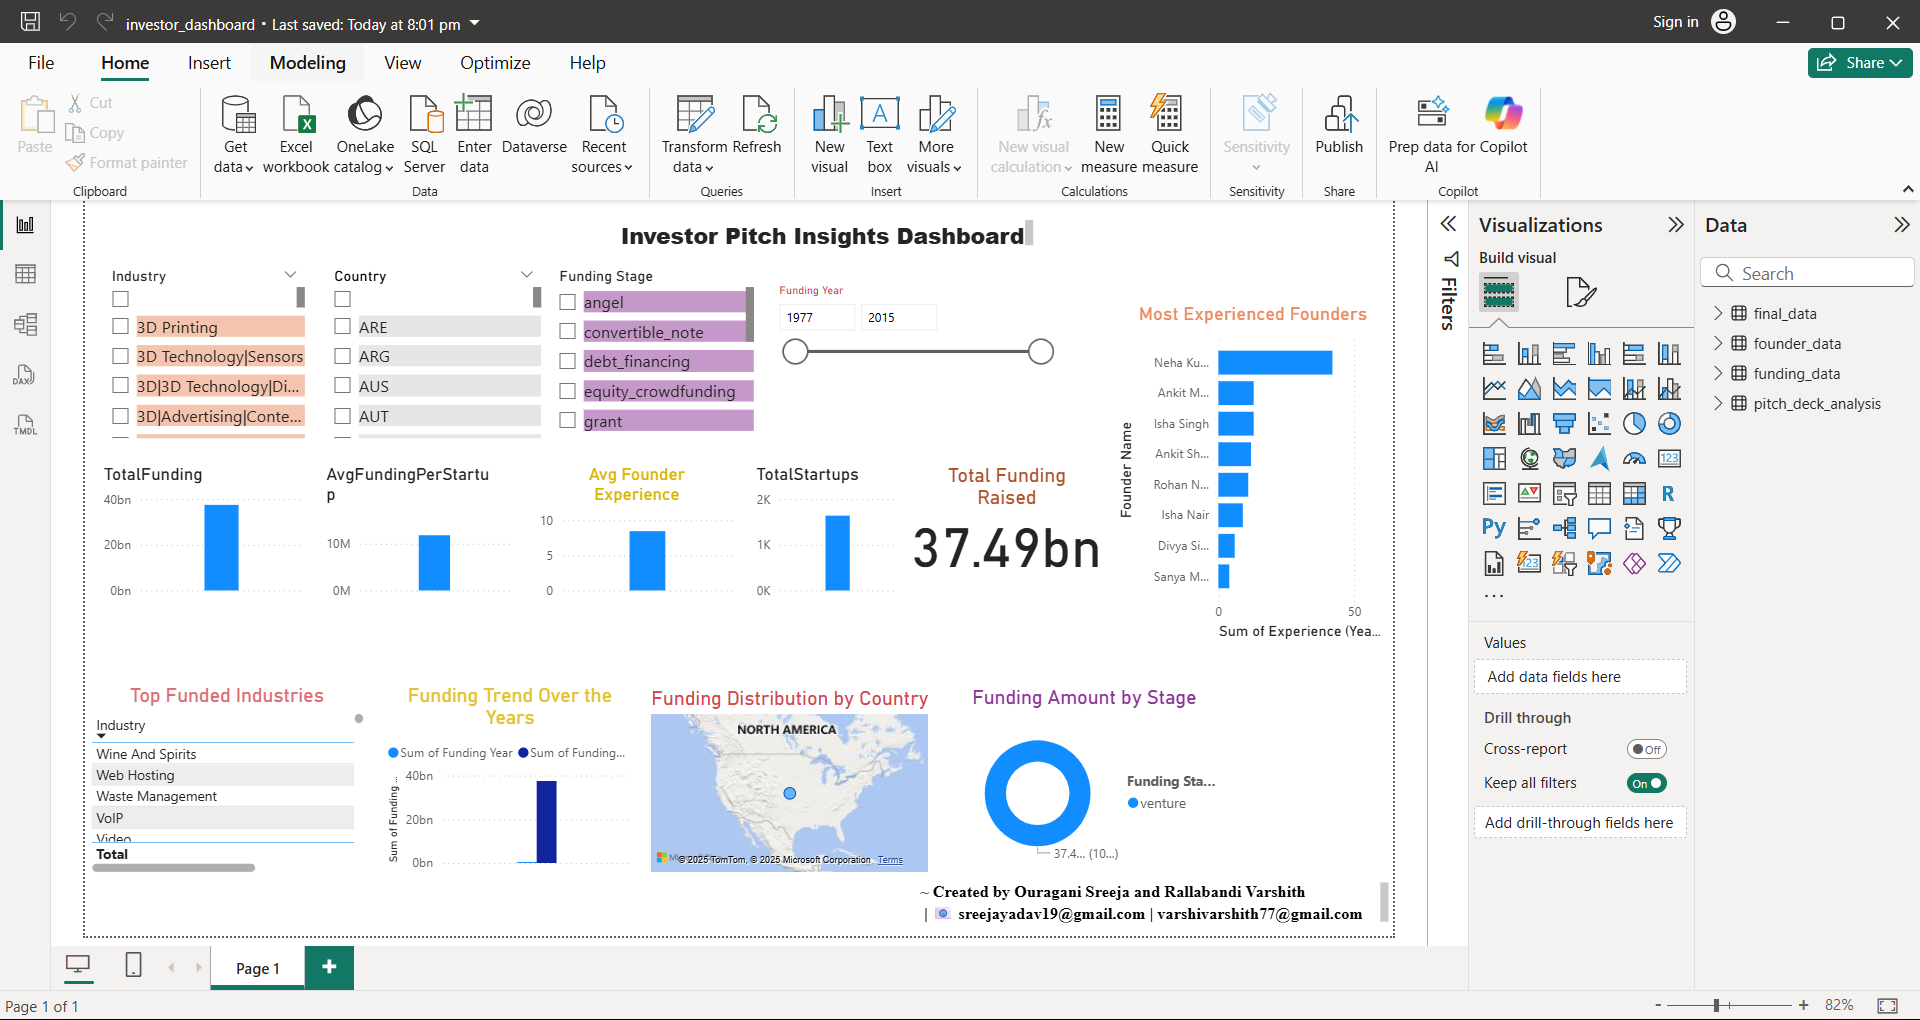 investor_dashboard • Last saved: Today at 8:01 pm
Sign in
File
Home
Insert
Modeling
View
Optimize
Help
Share
Paste
Cut
Copy
Format painter
Clipboard
Get data
Excel workbook
OneLake catalog
SQL Server
Enter data
Dataverse
Recent sources
Data
Transform data
Refresh
Queries
New visual
Text box
More visuals
Insert
New visual calculation
New measure
Quick measure
Calculations
Sensitivity
Sensitivity
Publish
Share
Prep data for AI
Copilot
Copilot
Investor Pitch Insights Dashboard
Industry
3D Printing
3D Technology|Sensors
3D|3D Technology|Di...
3D|Advertising|Conte...
Country
ARE
ARG
AUS
AUT
Funding Stage
angel
convertible_note
debt_financing
equity_crowdfunding
grant
Funding Year
1977
2015
Most Experienced Founders
Founder Name
Neha Ku...
Ankit M...
Isha Singh
Ankit Sh...
Rohan N...
Isha Nair
Divya Si...
Sanya M...
0
50
Sum of Experience (Yea...
TotalFunding
40bn
20bn
0bn
AvgFundingPerStartu
p
10M
0M
Avg Founder
Experience
10
5
0
TotalStartups
2K
1K
0K
Total Funding
Raised
37.49bn
Top Funded Industries
Industry
Wine And Spirits
Web Hosting
Waste Management
VoIP
Video
Total
Funding Trend Over the
Years
Sum of Funding Year
Sum of Funding...
Sum of Funding ...
40bn
20bn
0bn
Funding Distribution by Country
NORTH AMERICA
© 2025 TomTom, © 2025 Microsoft Corporation Terms
Funding Amount by Stage
Funding Sta...
venture
37.4... (10...)
~ Created by Ouragani Sreeja and Rallabandi Varshith
| sreejayadav19@gmail.com | varshivarshith77@gmail.com
Filters
Visualizations
Build visual
123
R
Py
123
...
Values
Add data fields here
Drill through
Cross-report
Off
Keep all filters
On
Add drill-through fields here
Data
Search
final_data
founder_data
funding_data
pitch_deck_analysis
DAX
TMDL
Page 1
+
Page 1 of 1
- + 82%